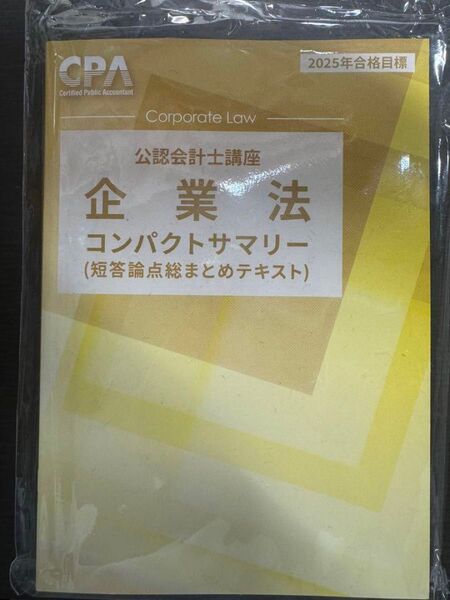 CPA
Certified Public Accountant
2025年合格目標
Corporate Law
公認会計士講座
企業法
コンパクトサマリー
(短答論点総まとめテキスト)